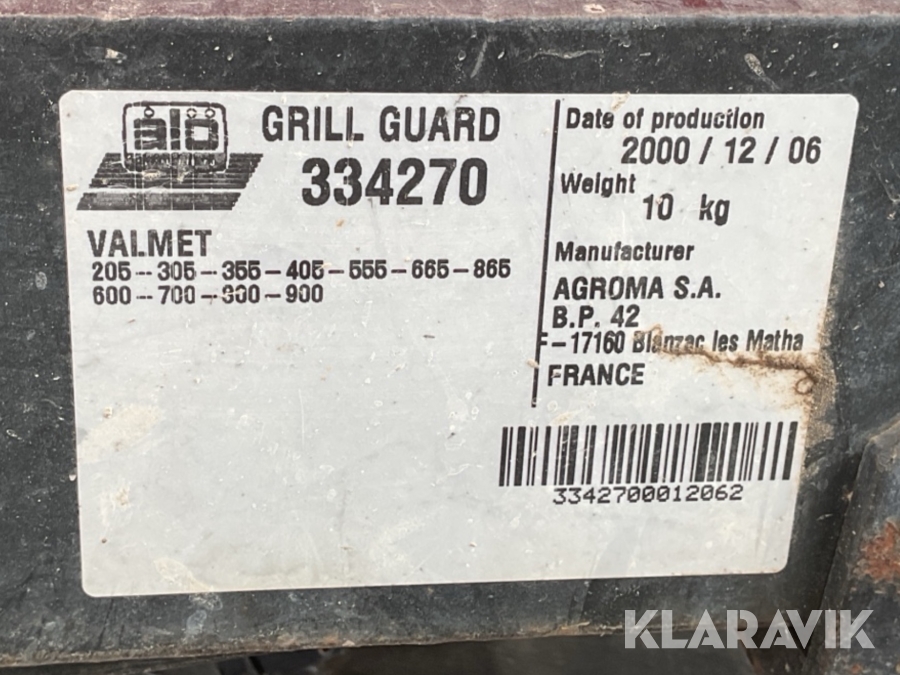 alö
GRILL GUARD
334270
VALMET
205--305-355-405-555-665-865
600--700-800-900
Date of production
2000 / 12 / 06
Weight
10 kg
Manufacturer
AGROMA S.A.
B.P. 42
F-17160 Blanzac les Matha
FRANCE
3342700012062
KLARAVIK